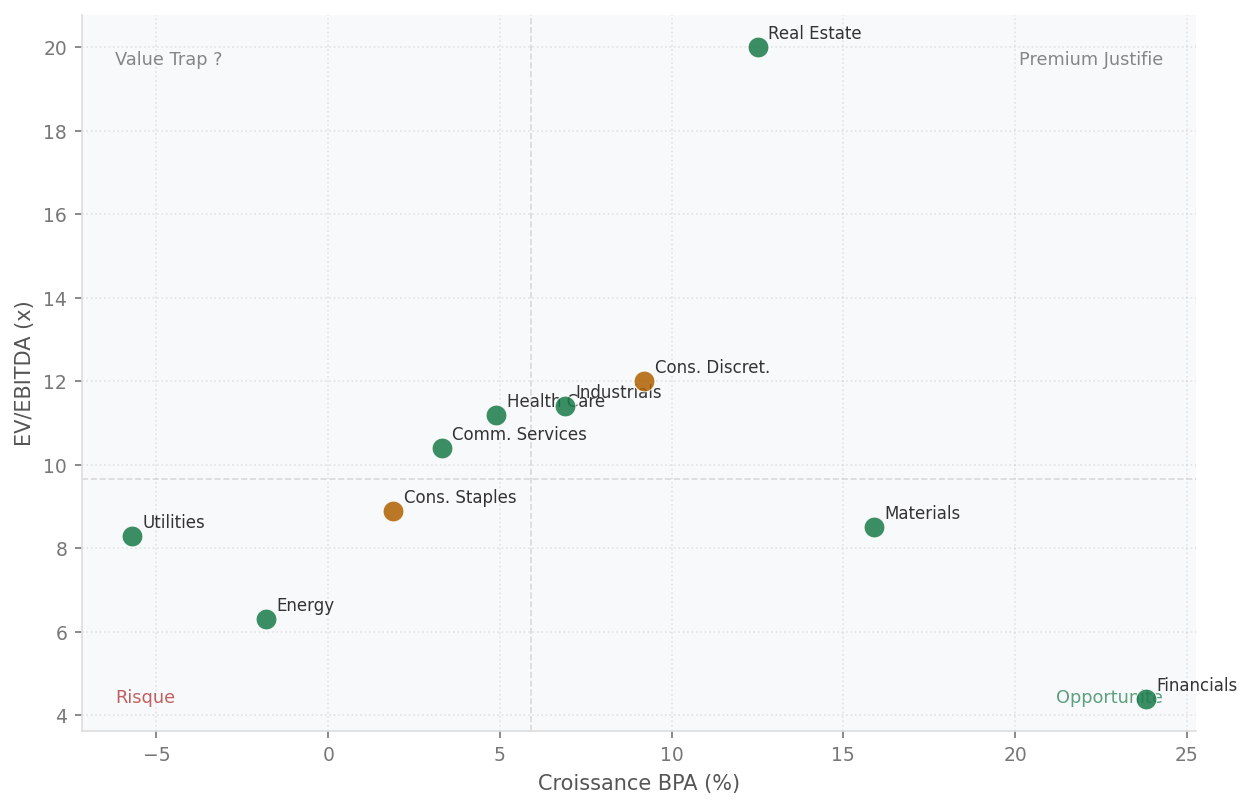 Real Estate
20
Value Trap ?
Premium Justifie
18
16
14
EV/EBITDA (x)
12
Cons. Discret.
Industrials
Health Care
Comm. Services
10
Cons. Staples
Utilities
Materials
8
Energy
6
Financials
Risque
Opportunite
4
−5
0
5
10
15
20
25
Croissance BPA (%)